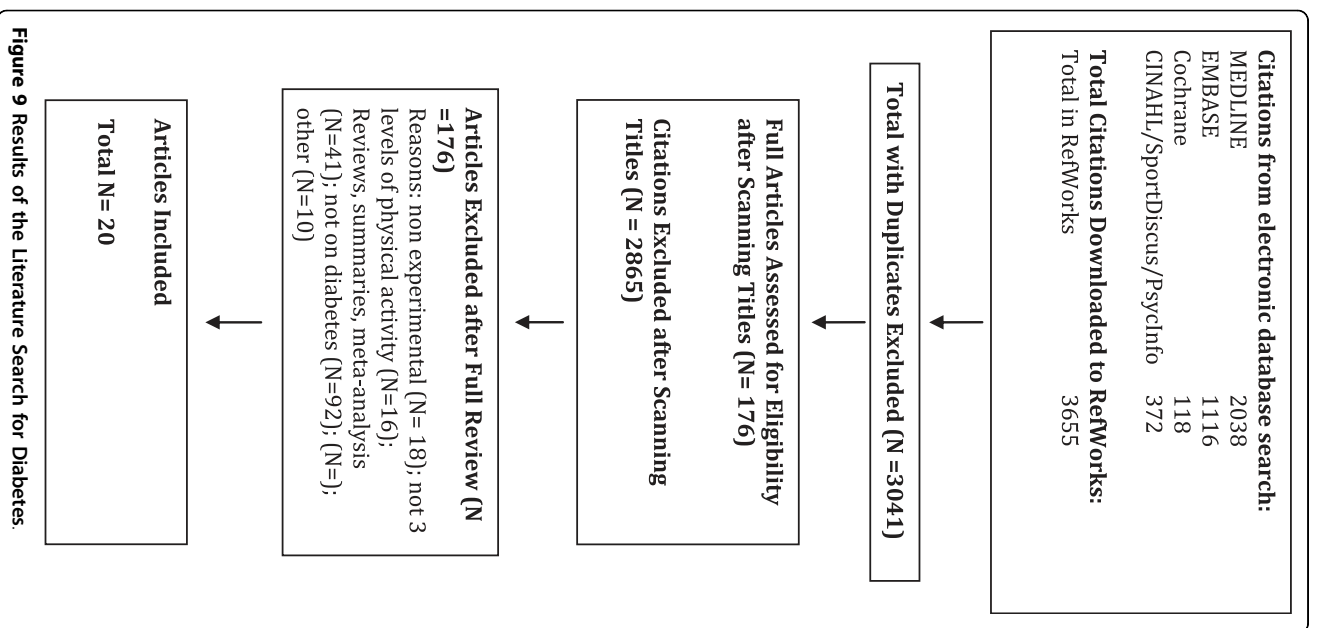 Citations from electronic database search:
MEDLINE 2038
EMBASE 1116
Cochrane 118
CINAHL/SportDiscus/PsycInfo 372
Total Citations Downloaded to RefWorks:
Total in RefWorks 3655
Total with Duplicates Excluded (N =3041)
Full Articles Assessed for Eligibility
after Scanning Titles (N= 176)
Citations Excluded after Scanning
Titles (N = 2865)
Articles Excluded after Full Review (N
=176)
Reasons: non experimental (N= 18); not 3
levels of physical activity (N=16);
Reviews, summaries, meta-analysis
(N=41); not on diabetes (N=92); (N=);
other (N=10)
Articles Included
Total N= 20
Figure 9 Results of the Literature Search for Diabetes.